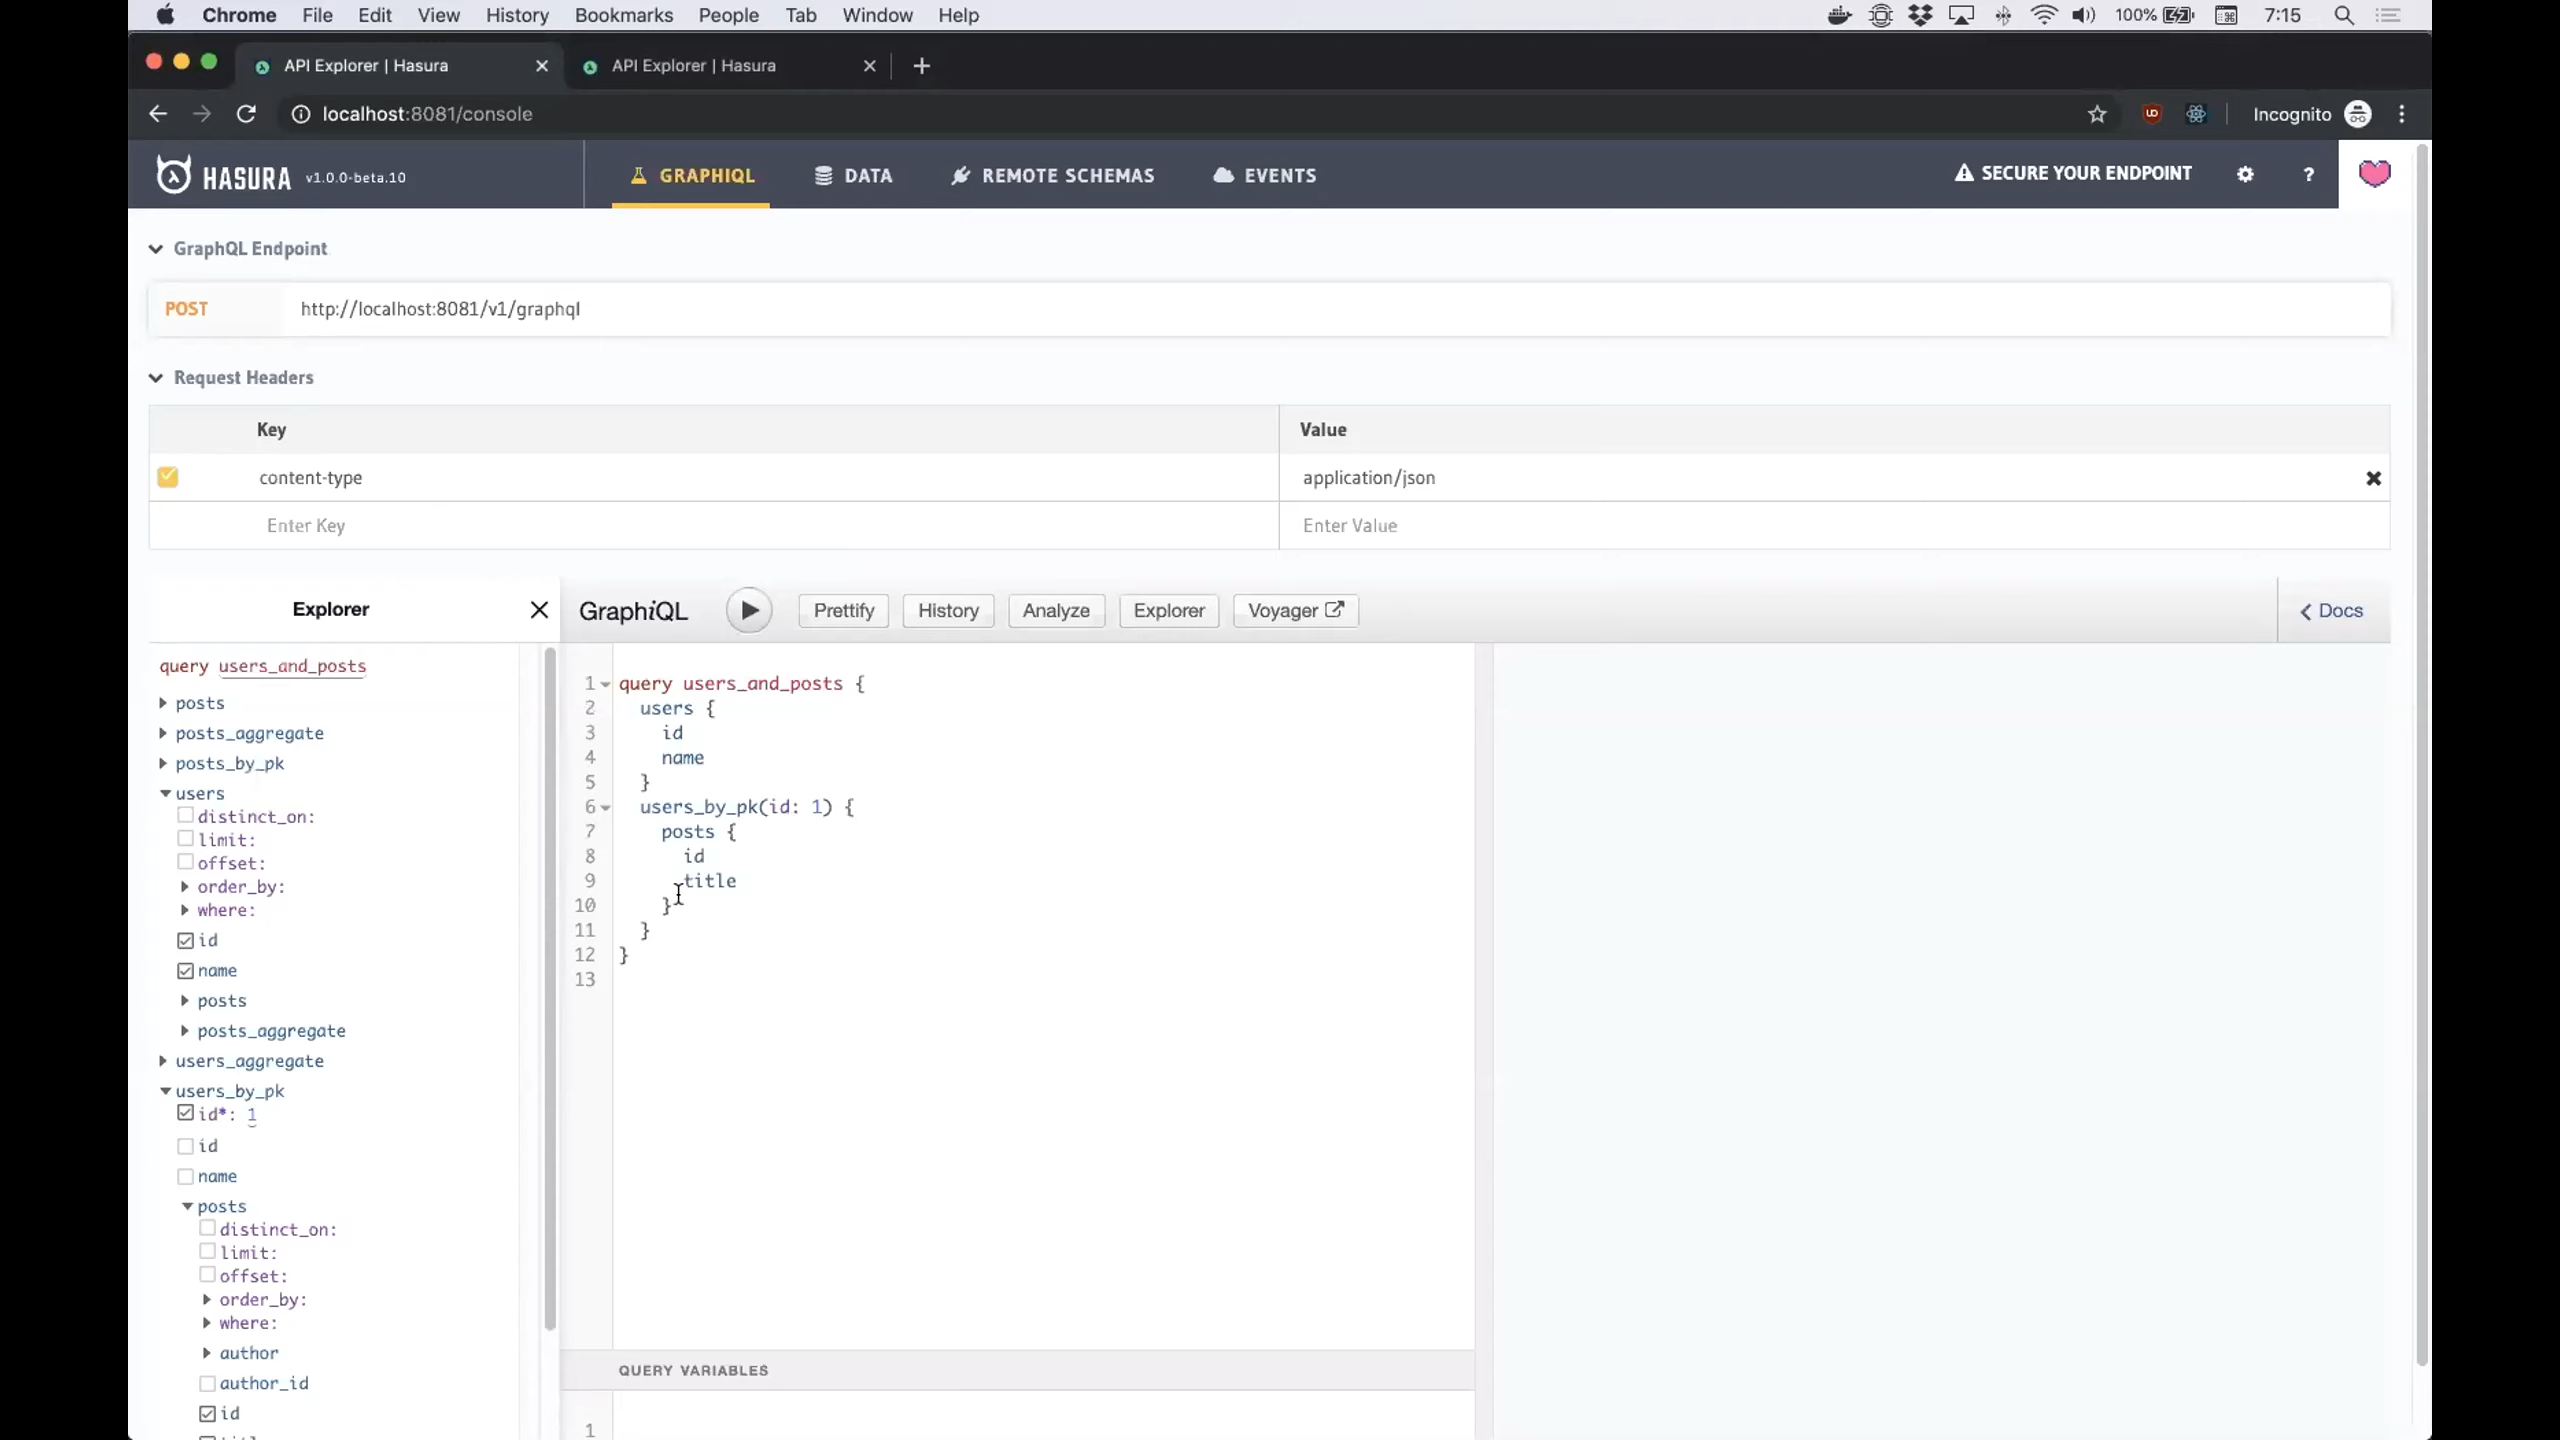 Chrome File Edit View History Bookmarks People Tab Window Help 100% 7:15
API Explorer | Hasura API Explorer | Hasura
localhost:8081/console Incognito
HASURA v1.0.0-beta.10 GRAPHIQL DATA REMOTE SCHEMAS EVENTS SECURE YOUR ENDPOINT ?
GraphQL Endpoint
POST http://localhost:8081/v1/graphql
Request Headers
Key Value
content-type application/json
Enter Key Enter Value
Explorer GraphiQL Prettify History Analyze Explorer Voyager Docs
query users_and_posts
posts
posts_aggregate
posts_by_pk
users
distinct_on:
limit:
offset:
order_by:
where:
id
name
posts
posts_aggregate
users_aggregate
users_by_pk
id*: 1
id
name
posts
distinct_on:
limit:
offset:
order_by:
where:
author
author_id
id
1 query users_and_posts {
2 users {
3 id
4 name
5 }
6 users_by_pk(id: 1) {
7 posts {
8 id
9 title
10 }
11 }
12 }
13
QUERY VARIABLES
1